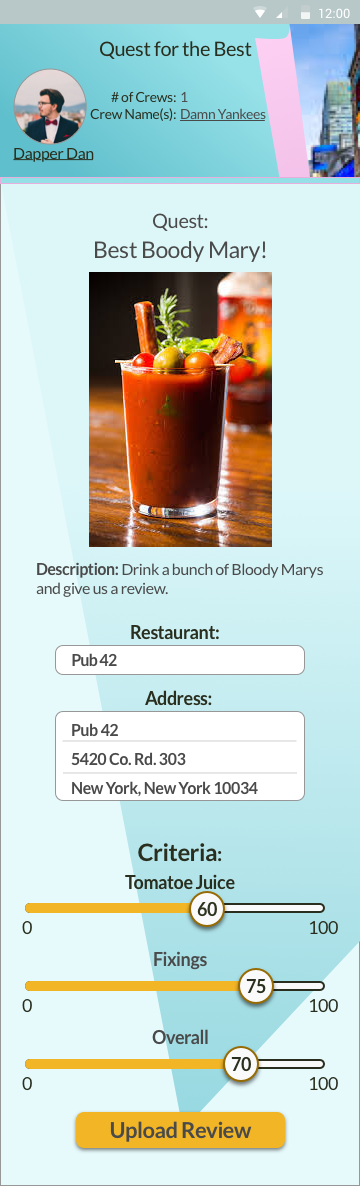 12:00
Quest for the Best
# of Crews: 1
Crew Name(s): Damn Yankees
Dapper Dan
Quest:
Best Boody Mary!
Description: Drink a bunch of Bloody Marys
and give us a review.
Restaurant:
Pub 42
Address:
Pub 42
5420 Co. Rd. 303
New York, New York 10034
Criteria:
Tomatoe Juice
60
0 100
Fixings
75
0 100
Overall
70
0 100
Upload Review